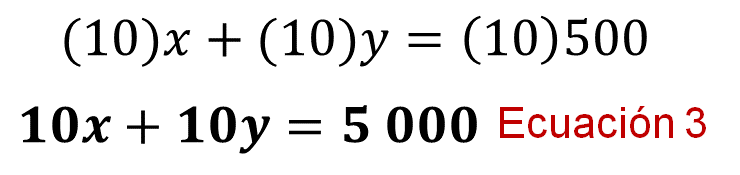 (10)x + (10)y = (10)500
10x + 10y = 5 000 Ecuación 3